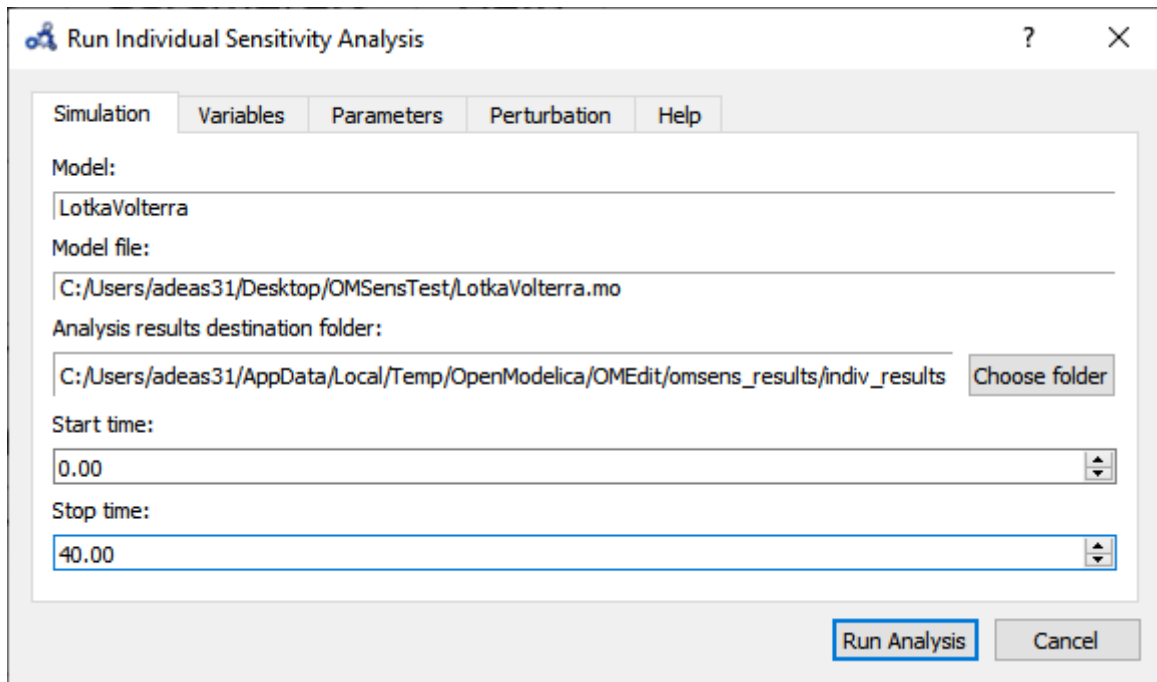 Run Individual Sensitivity Analysis ?
Simulation Variables Parameters Perturbation Help
Model:
LotkaVolterra
Model file:
C:/Users/adeas31/Desktop/OMSensTest/LotkaVolterra.mo
Analysis results destination folder:
C:/Users/adeas31/AppData/Local/Temp/OpenModelica/OMEdit/omsens_results/indiv_results Choose folder
Start time:
0.00
Stop time:
40.00
Run Analysis Cancel